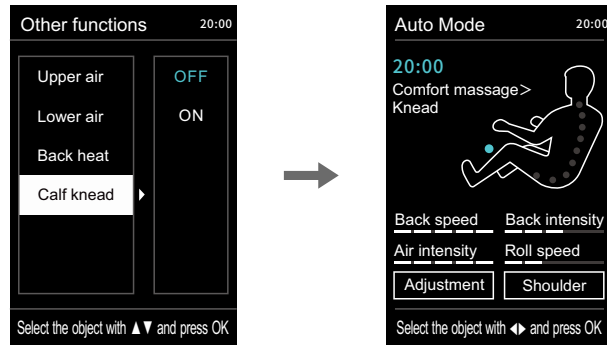 Other functions 20:00
Upper air OFF
Lower air ON
Back heat
Calf knead
Select the object with ▲▼ and press OK
Auto Mode 20:00
20:00
Comfort massage>
Knead
Back speed Back intensity
Air intensity Roll speed
Adjustment Shoulder
Select the object with ◀▶ and press OK